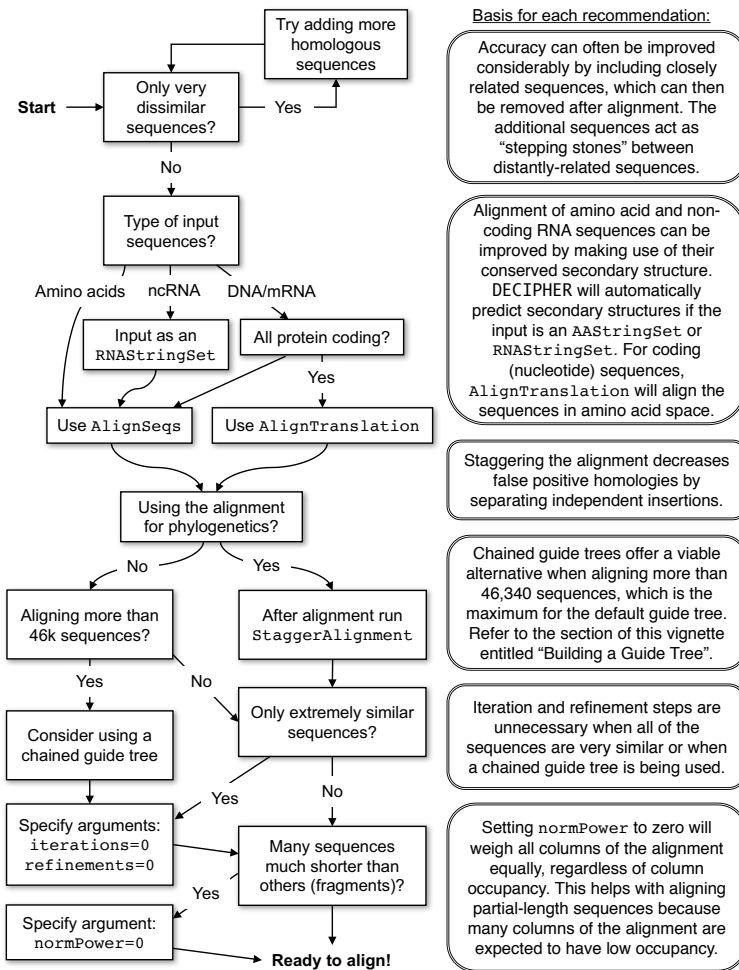 Try adding more
homologous
sequences
Only very
dissimilar
sequences?
Start
Yes
No
Type of input
sequences?
Amino acids
ncRNA
DNA/mRNA
Input as an
RNAStringSet
All protein coding?
Yes
Use AlignSeqs
Use AlignTranslation
Using the alignment
for phylogenetics?
No
Yes
Aligning more than
46k sequences?
After alignment run
StaggerAlignment
Yes
No
Consider using a
chained guide tree
Only extremely similar
sequences?
Yes
No
Specify arguments:
iterations=0
refinements=0
Many sequences
much shorter than
others (fragments)?
Yes
Specify argument:
normPower=0
Ready to align!
Basis for each recommendation:
Accuracy can often be improved
considerably by including closely
related sequences, which can then
be removed after alignment. The
additional sequences act as
“stepping stones” between
distantly-related sequences.
Alignment of amino acid and non-
coding RNA sequences can be
improved by making use of their
conserved secondary structure.
DECIPHER will automatically
predict secondary structures if the
input is an AAStringSet or
RNAStringSet. For coding
(nucleotide) sequences,
AlignTranslation will align the
sequences in amino acid space.
Staggering the alignment decreases
false positive homologies by
separating independent insertions.
Chained guide trees offer a viable
alternative when aligning more than
46,340 sequences, which is the
maximum for the default guide tree.
Refer to the section of this vignette
entitled “Building a Guide Tree”.
Iteration and refinement steps are
unnecessary when all of the
sequences are very similar or when
a chained guide tree is being used.
Setting normPower to zero will
weigh all columns of the alignment
equally, regardless of column
occupancy. This helps with aligning
partial-length sequences because
many columns of the alignment are
expected to have low occupancy.